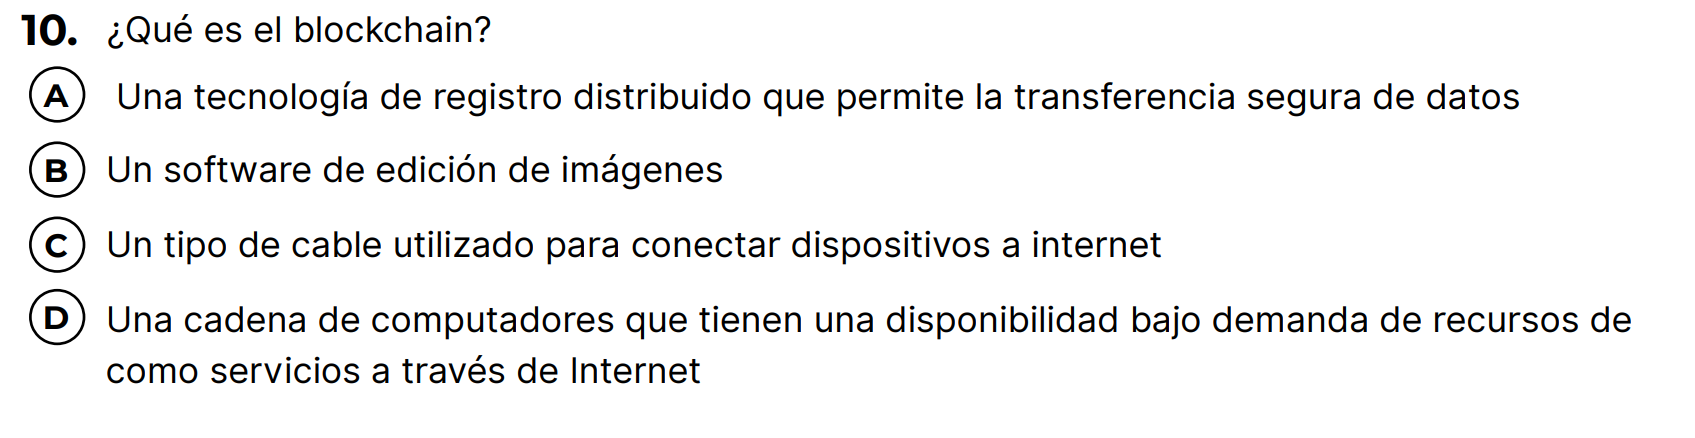 10. ¿Qué es el blockchain?
A Una tecnología de registro distribuido que permite la transferencia segura de datos
B Un software de edición de imágenes
C Un tipo de cable utilizado para conectar dispositivos a internet
D Una cadena de computadores que tienen una disponibilidad bajo demanda de recursos de
como servicios a través de Internet